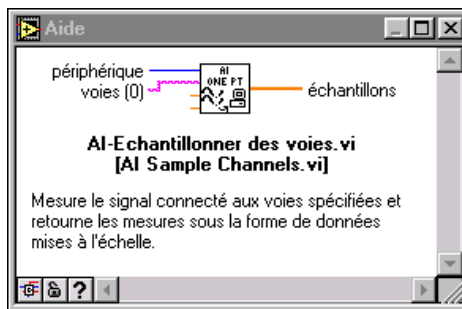 Aide
AI
ONE PT
périphérique
voies (0)
échantillons
AI-Echantillonner des voies.vi
[AI Sample Channels.vi]
Mesure le signal connecté aux voies spécifiées et
retourne les mesures sous la forme de données
mises à l'échelle.
?